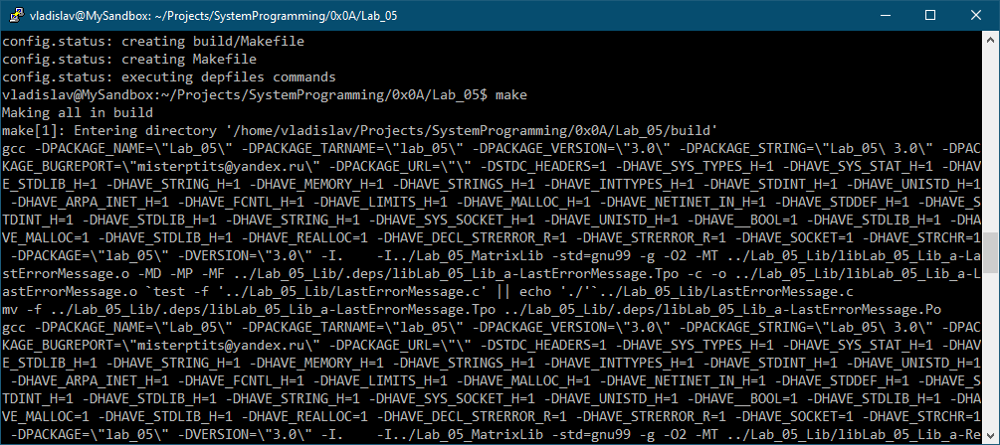 vladislav@MySandbox: ~/Projects/SystemProgramming/0x0A/Lab_05
config.status: creating build/Makefile
config.status: creating Makefile
config.status: executing depfiles commands
vladislav@MySandbox:~/Projects/SystemProgramming/0x0A/Lab_05$ make
Making all in build
make[1]: Entering directory '/home/vladislav/Projects/SystemProgramming/0x0A/Lab_05/build'
gcc -DPACKAGE_NAME=\"Lab_05\" -DPACKAGE_TARNAME=\"lab_05\" -DPACKAGE_VERSION=\"3.0\" -DPACKAGE_STRING=\"Lab_05\ 3.0\" -DPAC
KAGE_BUGREPORT=\"misterptits@yandex.ru\" -DPACKAGE_URL=\"\" -DSTDC_HEADERS=1 -DHAVE_SYS_TYPES_H=1 -DHAVE_SYS_STAT_H=1 -DHAV
E_STDLIB_H=1 -DHAVE_STRING_H=1 -DHAVE_MEMORY_H=1 -DHAVE_STRINGS_H=1 -DHAVE_INTTYPES_H=1 -DHAVE_STDINT_H=1 -DHAVE_UNISTD_H=1
 -DHAVE_ARPA_INET_H=1 -DHAVE_FCNTL_H=1 -DHAVE_LIMITS_H=1 -DHAVE_MALLOC_H=1 -DHAVE_NETINET_IN_H=1 -DHAVE_STDDEF_H=1 -DHAVE_S
TDINT_H=1 -DHAVE_STDLIB_H=1 -DHAVE_STRING_H=1 -DHAVE_SYS_SOCKET_H=1 -DHAVE_UNISTD_H=1 -DHAVE__BOOL=1 -DHAVE_STDLIB_H=1 -DHA
VE_MALLOC=1 -DHAVE_STDLIB_H=1 -DHAVE_REALLOC=1 -DHAVE_DECL_STRERROR_R=1 -DHAVE_STRERROR_R=1 -DHAVE_SOCKET=1 -DHAVE_STRCHR=1
 -DPACKAGE=\"lab_05\" -DVERSION=\"3.0\" -I.    -I../Lab_05_MatrixLib -std=gnu99 -g -O2 -MT ../Lab_05_Lib/libLab_05_Lib_a-La
stErrorMessage.o -MD -MP -MF ../Lab_05_Lib/.deps/libLab_05_Lib_a-LastErrorMessage.Tpo -c -o ../Lab_05_Lib/libLab_05_Lib_a-L
astErrorMessage.o `test -f '../Lab_05_Lib/LastErrorMessage.c' || echo './'`../Lab_05_Lib/LastErrorMessage.c
mv -f ../Lab_05_Lib/.deps/libLab_05_Lib_a-LastErrorMessage.Tpo ../Lab_05_Lib/.deps/libLab_05_Lib_a-LastErrorMessage.Po
gcc -DPACKAGE_NAME=\"Lab_05\" -DPACKAGE_TARNAME=\"lab_05\" -DPACKAGE_VERSION=\"3.0\" -DPACKAGE_STRING=\"Lab_05\ 3.0\" -DPAC
KAGE_BUGREPORT=\"misterptits@yandex.ru\" -DPACKAGE_URL=\"\" -DSTDC_HEADERS=1 -DHAVE_SYS_TYPES_H=1 -DHAVE_SYS_STAT_H=1 -DHAV
E_STDLIB_H=1 -DHAVE_STRING_H=1 -DHAVE_MEMORY_H=1 -DHAVE_STRINGS_H=1 -DHAVE_INTTYPES_H=1 -DHAVE_STDINT_H=1 -DHAVE_UNISTD_H=1
 -DHAVE_ARPA_INET_H=1 -DHAVE_FCNTL_H=1 -DHAVE_LIMITS_H=1 -DHAVE_MALLOC_H=1 -DHAVE_NETINET_IN_H=1 -DHAVE_STDDEF_H=1 -DHAVE_S
TDINT_H=1 -DHAVE_STDLIB_H=1 -DHAVE_STRING_H=1 -DHAVE_SYS_SOCKET_H=1 -DHAVE_UNISTD_H=1 -DHAVE__BOOL=1 -DHAVE_STDLIB_H=1 -DHA
VE_MALLOC=1 -DHAVE_STDLIB_H=1 -DHAVE_REALLOC=1 -DHAVE_DECL_STRERROR_R=1 -DHAVE_STRERROR_R=1 -DHAVE_SOCKET=1 -DHAVE_STRCHR=1
 -DPACKAGE=\"lab_05\" -DVERSION=\"3.0\" -I.    -I../Lab_05_MatrixLib -std=gnu99 -g -O2 -MT ../Lab_05_Lib/libLab_05_Lib_a-Re